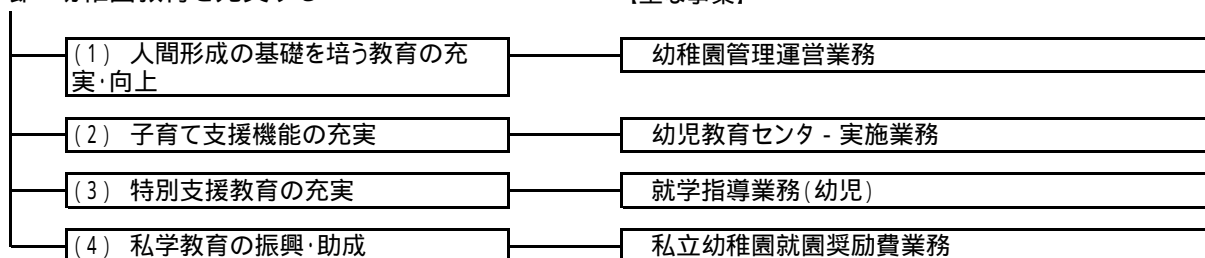 (1) 人間形成の基礎を培う教育の充
実･向上
幼稚園管理運営業務
(2) 子育て支援機能の充実
幼児教育センタ-実施業務
(3) 特別支援教育の充実
就学指導業務(幼児)
(4) 私学教育の振興･助成
私立幼稚園就園奨励費業務